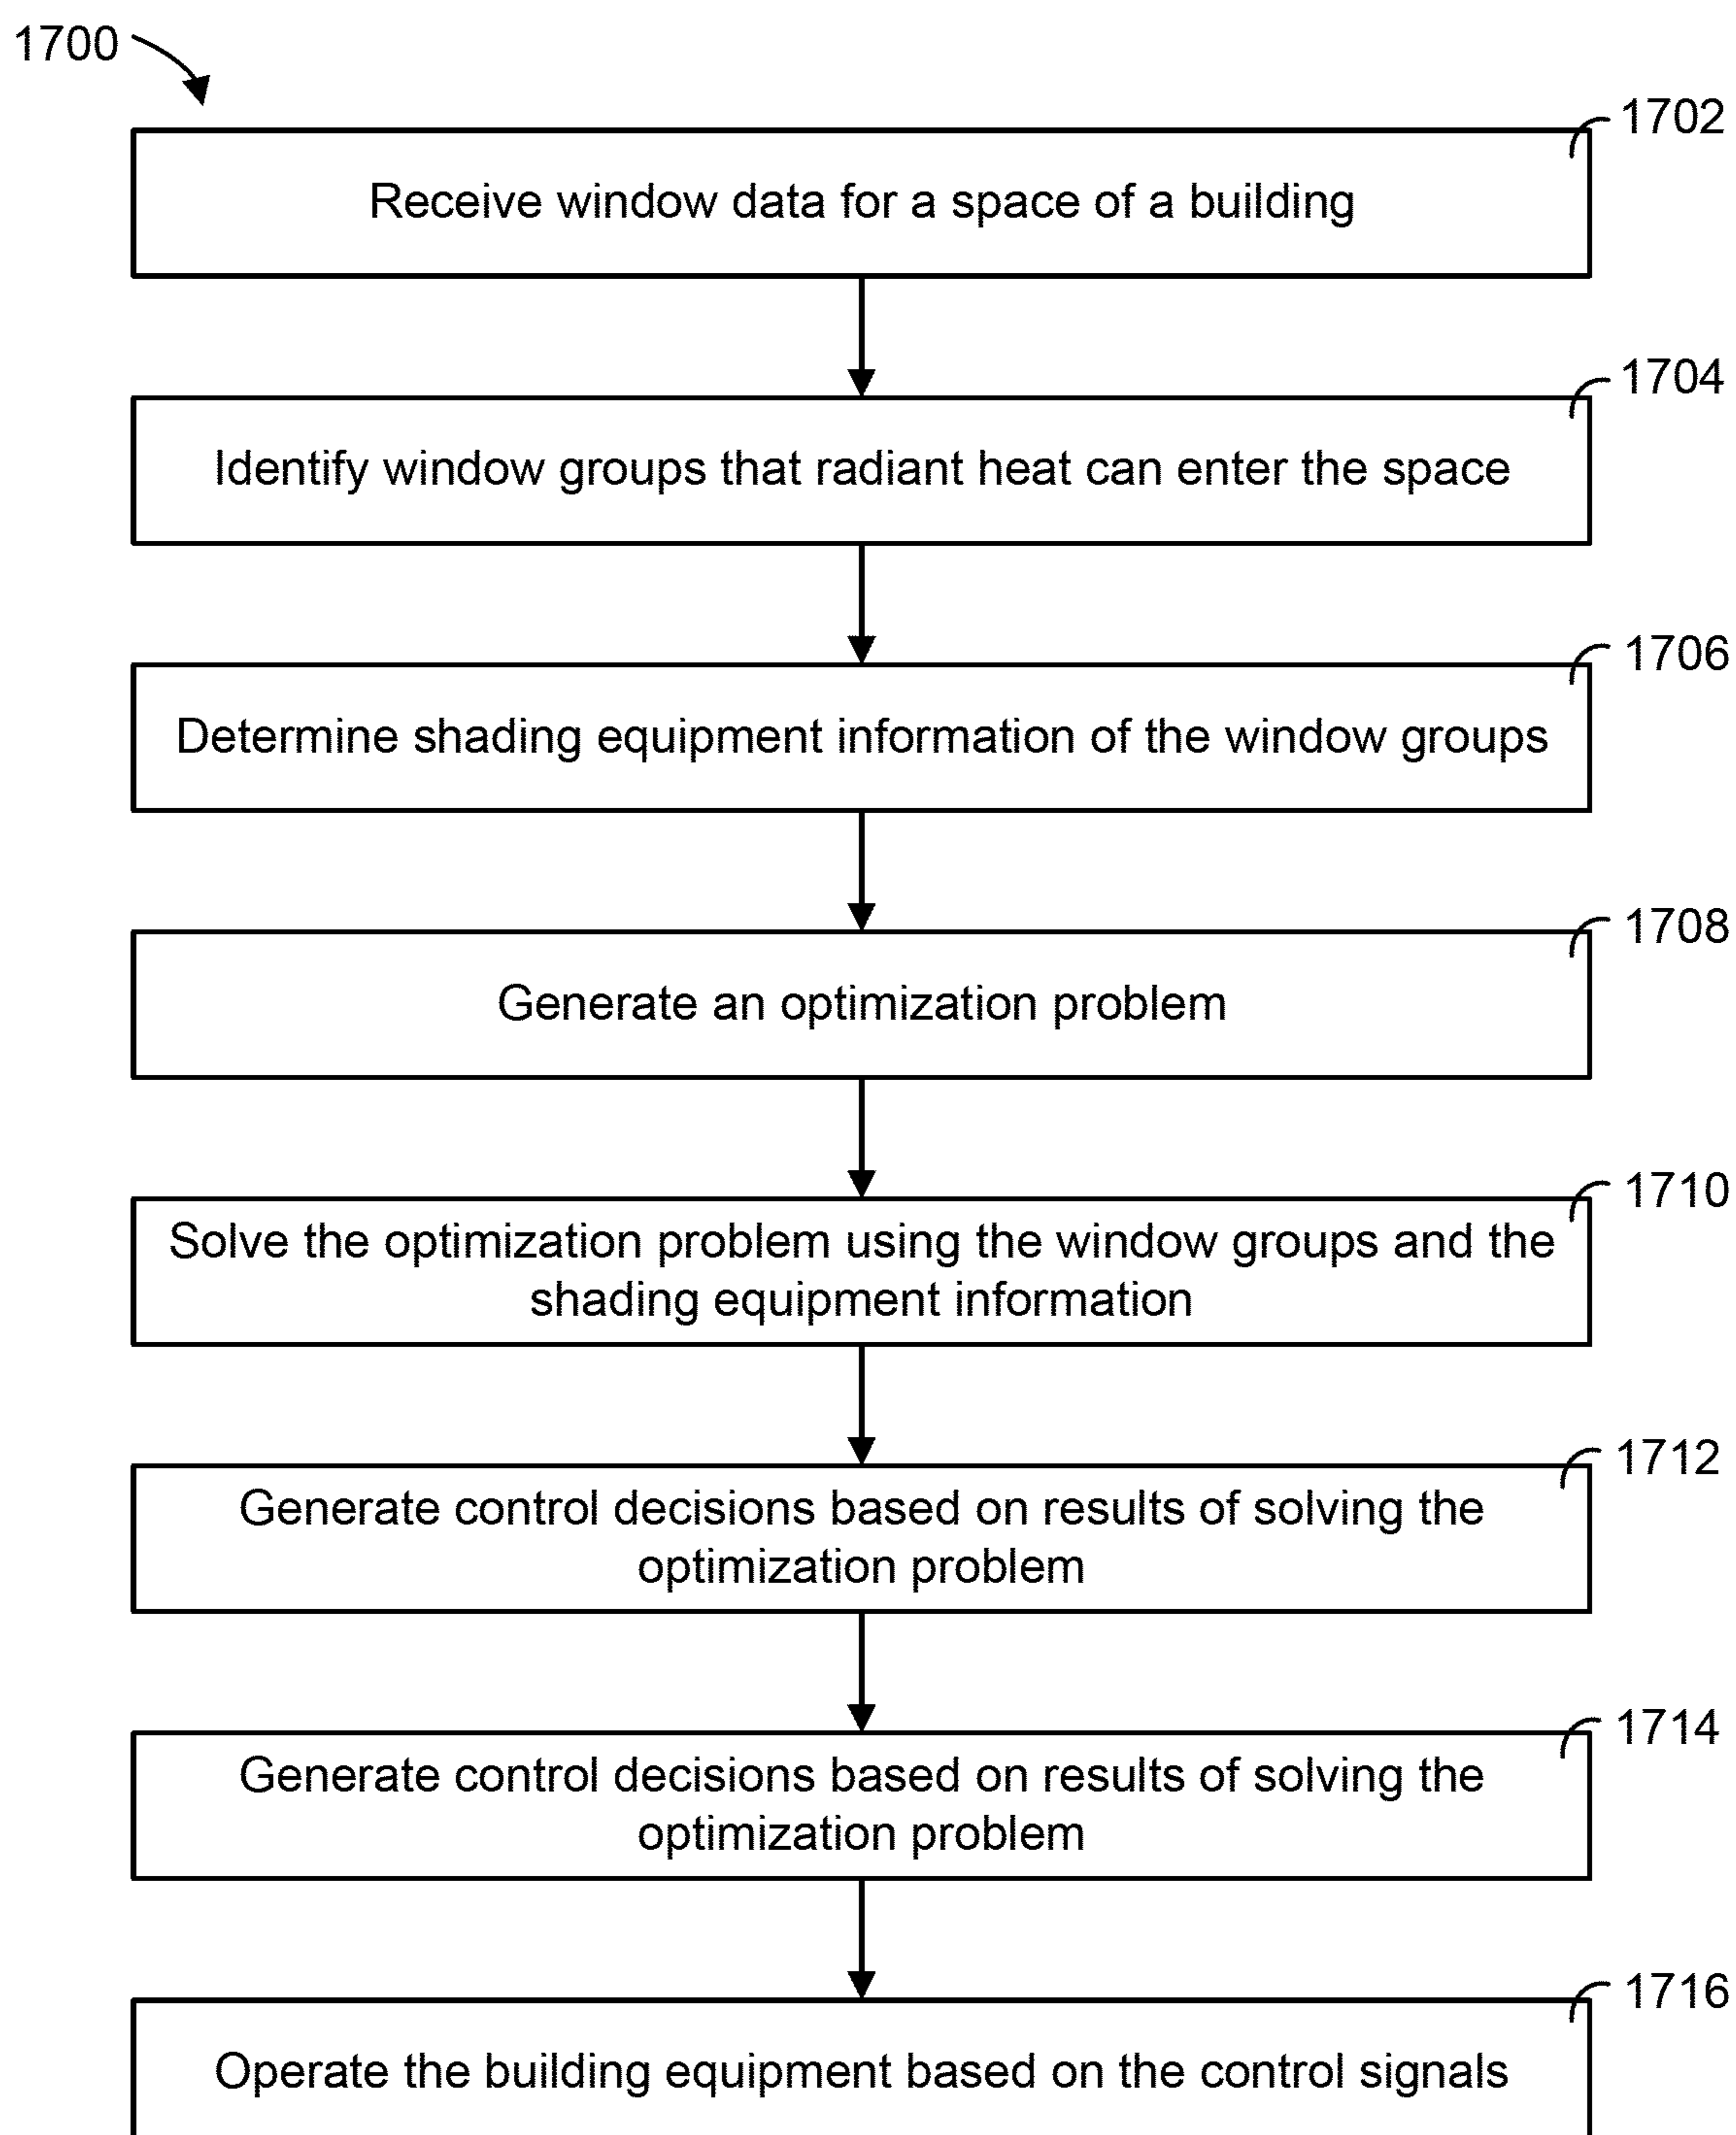 1700
1702
Receive window data for a space of a building
1704
Identify window groups that radiant heat can enter the space
1706
Determine shading equipment information of the window groups
1708
Generate an optimization problem
1710
Solve the optimization problem using the window groups and the
shading equipment information
1712
Generate control decisions based on results of solving the
optimization problem
1714
Generate control decisions based on results of solving the
optimization problem
1716
Operate the building equipment based on the control signals